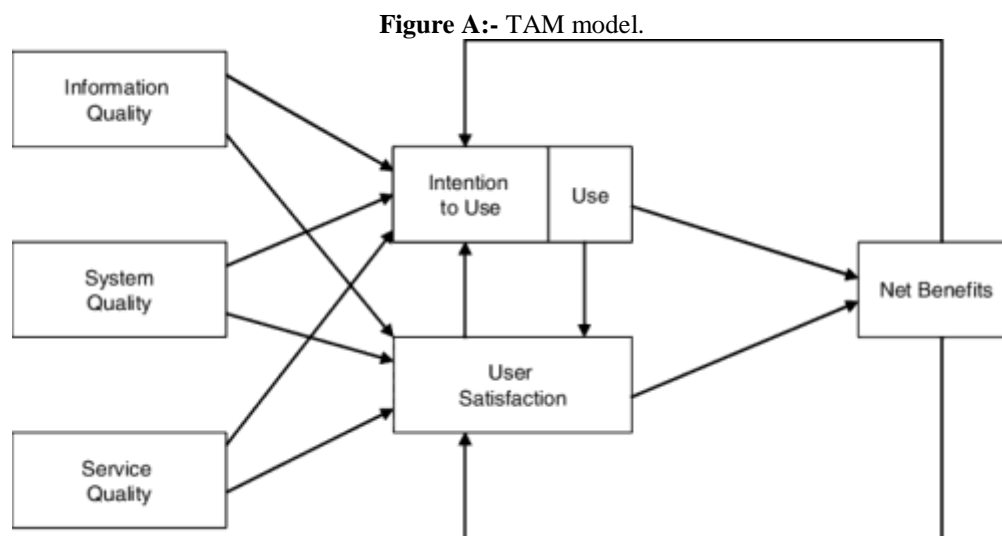 Figure A:- TAM model.
Information
Quality
Intention
to Use
Use
System
Quality
Net Benefits
User
Satisfaction
Service
Quality